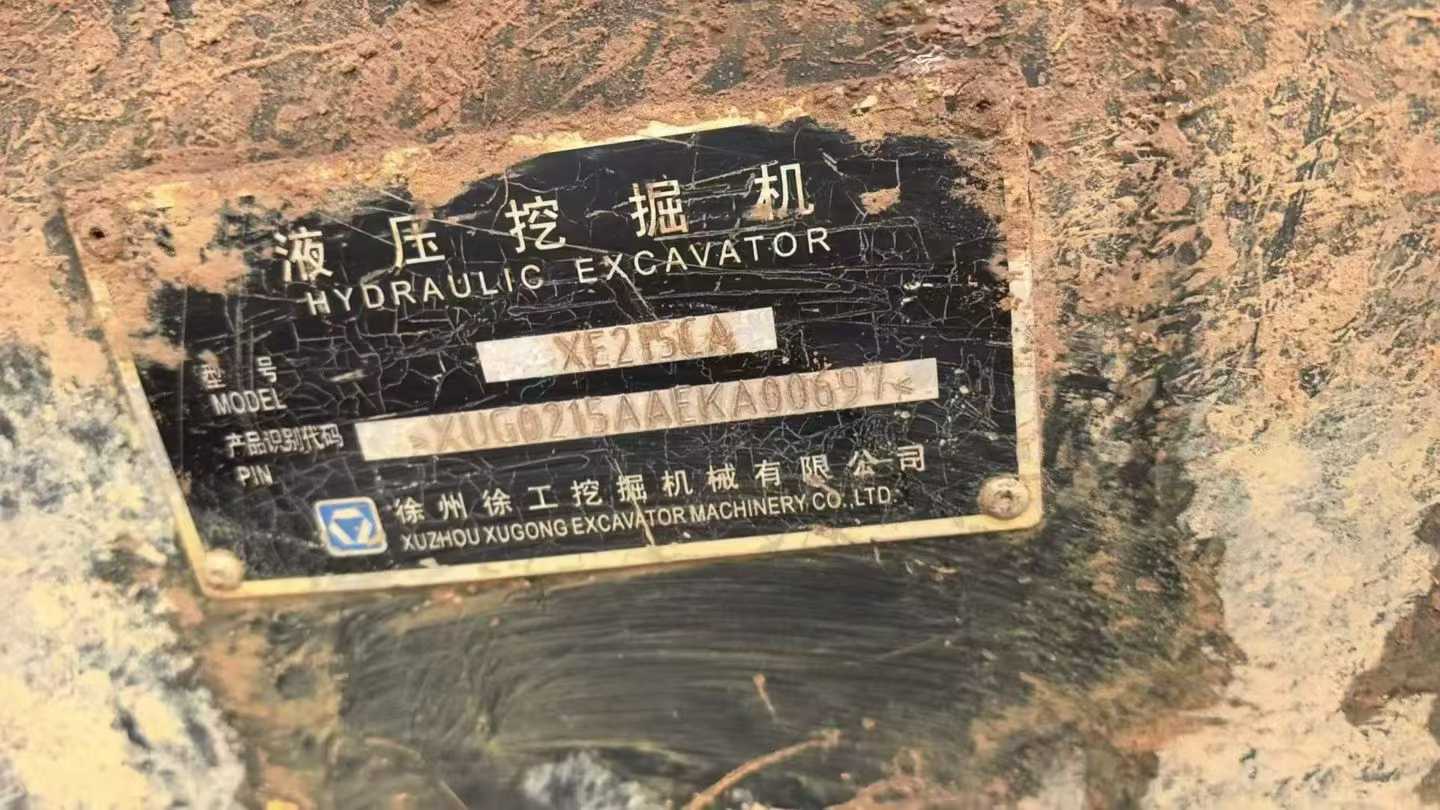 液压挖掘机
HYDRAULIC EXCAVATOR
型号 XE215CA
MODEL
产品识别代码 *XUG0215AAEKA00697*
PIN
徐州徐工挖掘机械有限公司
XUZHOU XUGONG EXCAVATOR MACHINERY CO.,LTD.